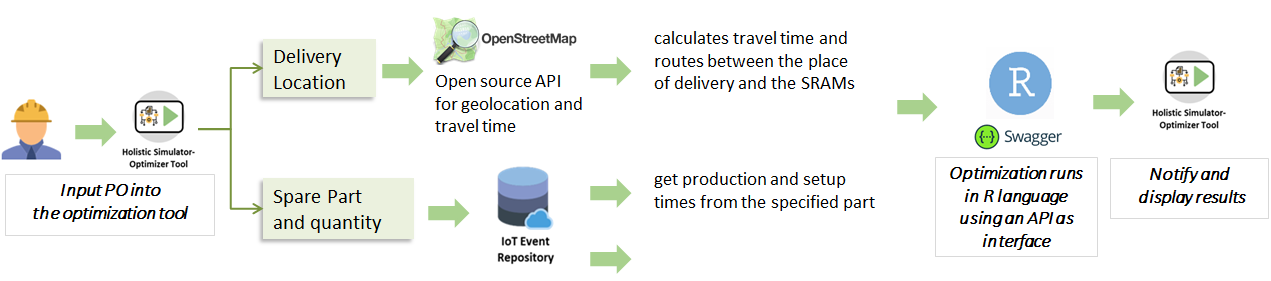 Holistic Simulator-
Optimizer Tool
Input PO into
the optimization tool
Delivery
Location
OpenStreetMap
Open source API
for geolocation and
travel time
calculates travel time and
routes between the place
of delivery and the SRAMs
Spare Part
and quantity
IoT Event
Repository
get production and setup
times from the specified part
R
{··}
Swagger
Optimization runs
in R language
using an API as
interface
Holistic Simulator-
Optimizer Tool
Notify and
display results